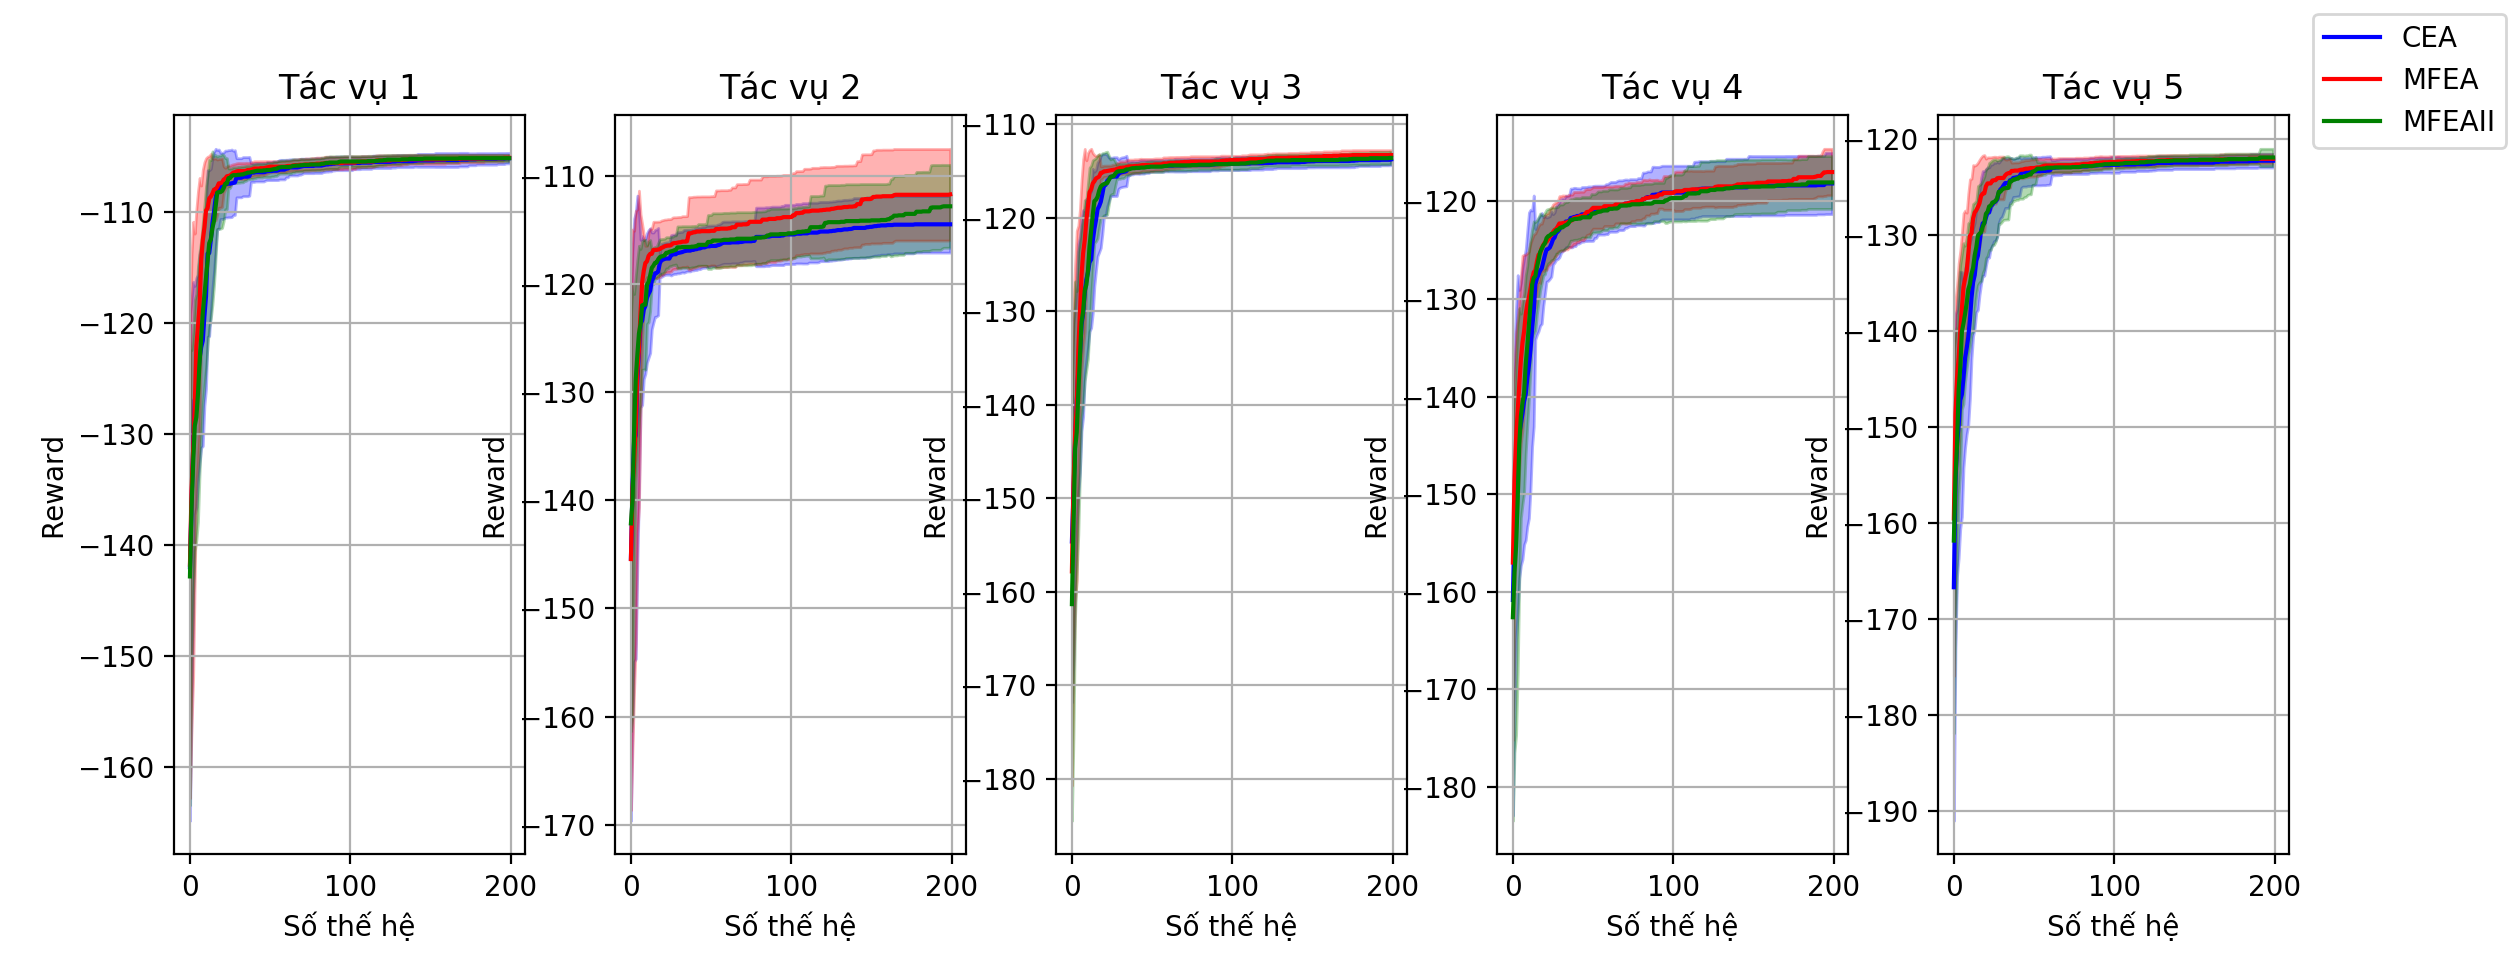 CEA
MFEA
MFEAII
Tác vụ 1
Tác vụ 2
Tác vụ 3
Tác vụ 4
Tác vụ 5
Reward
−110
−120
−130
−140
−150
−160
0 100 200
Số thế hệ
Reward
−110
−120
−130
−140
−150
−160
−170
0 100 200
Số thế hệ
Reward
−110
−120
−130
−140
−150
−160
−170
−180
0 100 200
Số thế hệ
Reward
−120
−130
−140
−150
−160
−170
−180
0 100 200
Số thế hệ
Reward
−120
−130
−140
−150
−160
−170
−180
−190
0 100 200
Số thế hệ